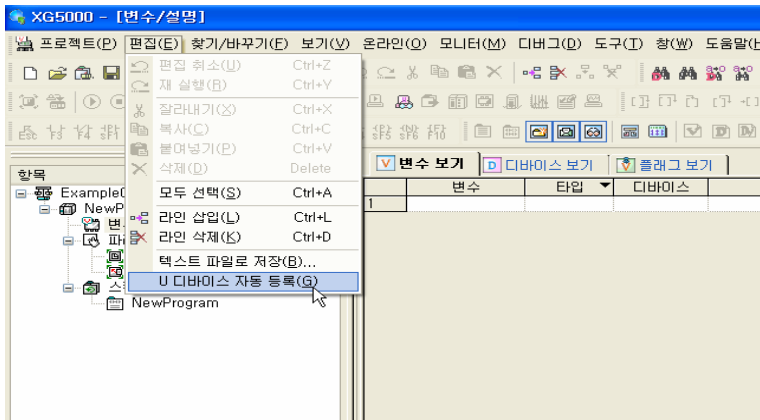 XG5000 - [변수/설명]
프로젝트(P) 편집(E) 찾기/바꾸기(F) 보기(V) 온라인(O) 모니터(M) 디버그(D) 도구(T) 창(W) 도움말(
편집 취소(U) Ctrl+Z
재 실행(R) Ctrl+Y
잘라내기(X) Ctrl+X
복사(C) Ctrl+C
붙여넣기(P) Ctrl+V
삭제(D) Delete
모두 선택(S) Ctrl+A
라인 삽입(L) Ctrl+L
라인 삭제(K) Ctrl+D
텍스트 파일로 저장(B)...
U 디바이스 자동 등록(G)
항목
Example
NewP
변
파
스
NewProgram
V 변수 보기 D 디바이스 보기 플래그 보기
변수 타입 디바이스
1